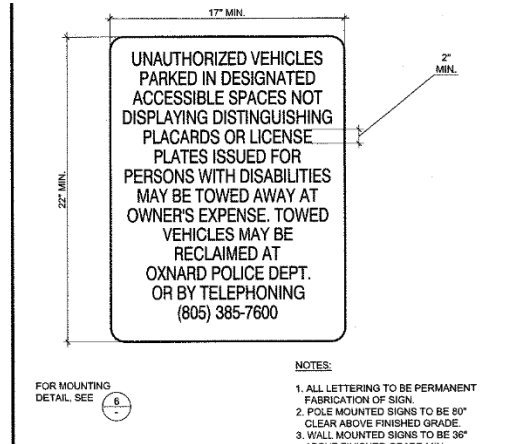 17" MIN.
UNAUTHORIZED VEHICLES
PARKED IN DESIGNATED
ACCESSIBLE SPACES NOT
DISPLAYING DISTINGUISHING
PLACARDS OR LICENSE
PLATES ISSUED FOR
PERSONS WITH DISABILITIES
MAY BE TOWED AWAY AT
OWNER'S EXPENSE. TOWED
VEHICLES MAY BE
RECLAIMED AT
OXNARD POLICE DEPT.
OR BY TELEPHONING
(805) 385-7600
2"
MIN.
22" MIN.
FOR MOUNTING
DETAIL, SEE
6
-
NOTES:
1. ALL LETTERING TO BE PERMANENT
FABRICATION OF SIGN.
2. POLE MOUNTED SIGNS TO BE 80"
CLEAR ABOVE FINISHED GRADE.
3. WALL MOUNTED SIGNS TO BE 36"
ABOVE FINISHED GRADE MIN.